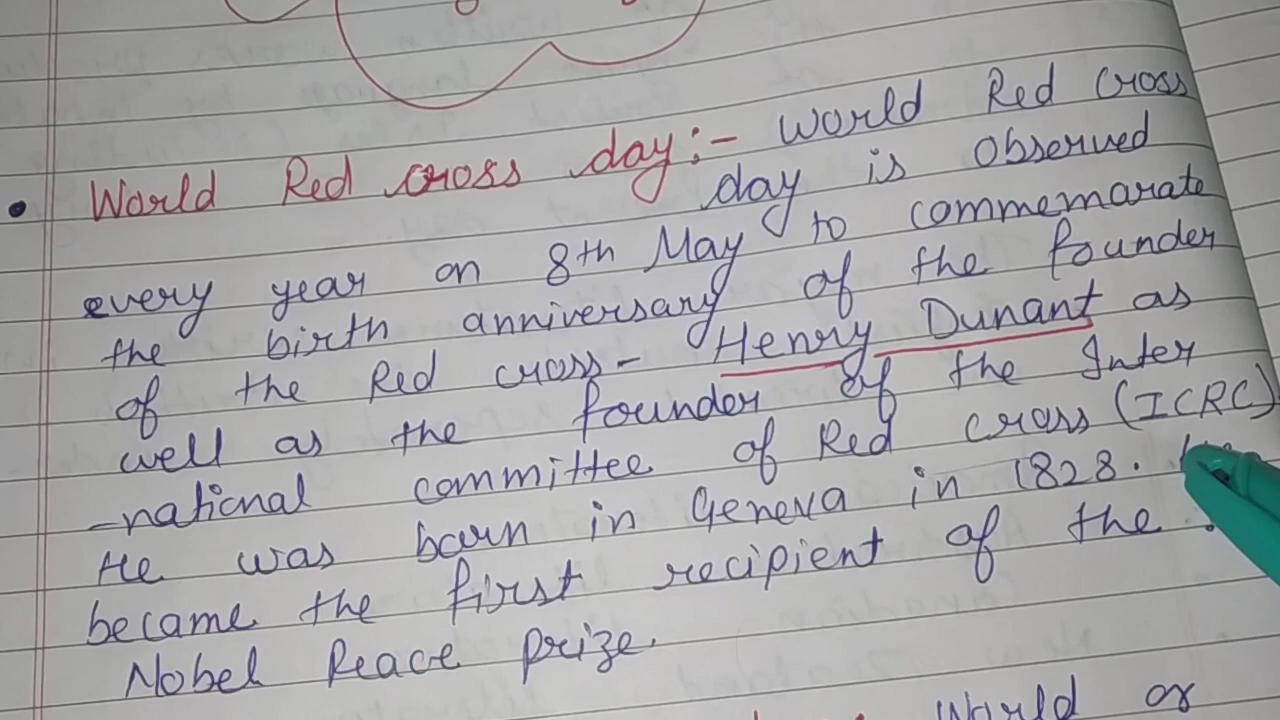 • World Red cross day:- World Red Cross
day is observed
every year on 8th May to commemarate
the birth anniversary of the founder
of the Red cross- Henry Dunant as
well as the founder of the Inter
-national committee of Red cross (ICRC)
He was born in Geneva in 1828.
became the first recipient of the
Nobel Peace prize.
World or